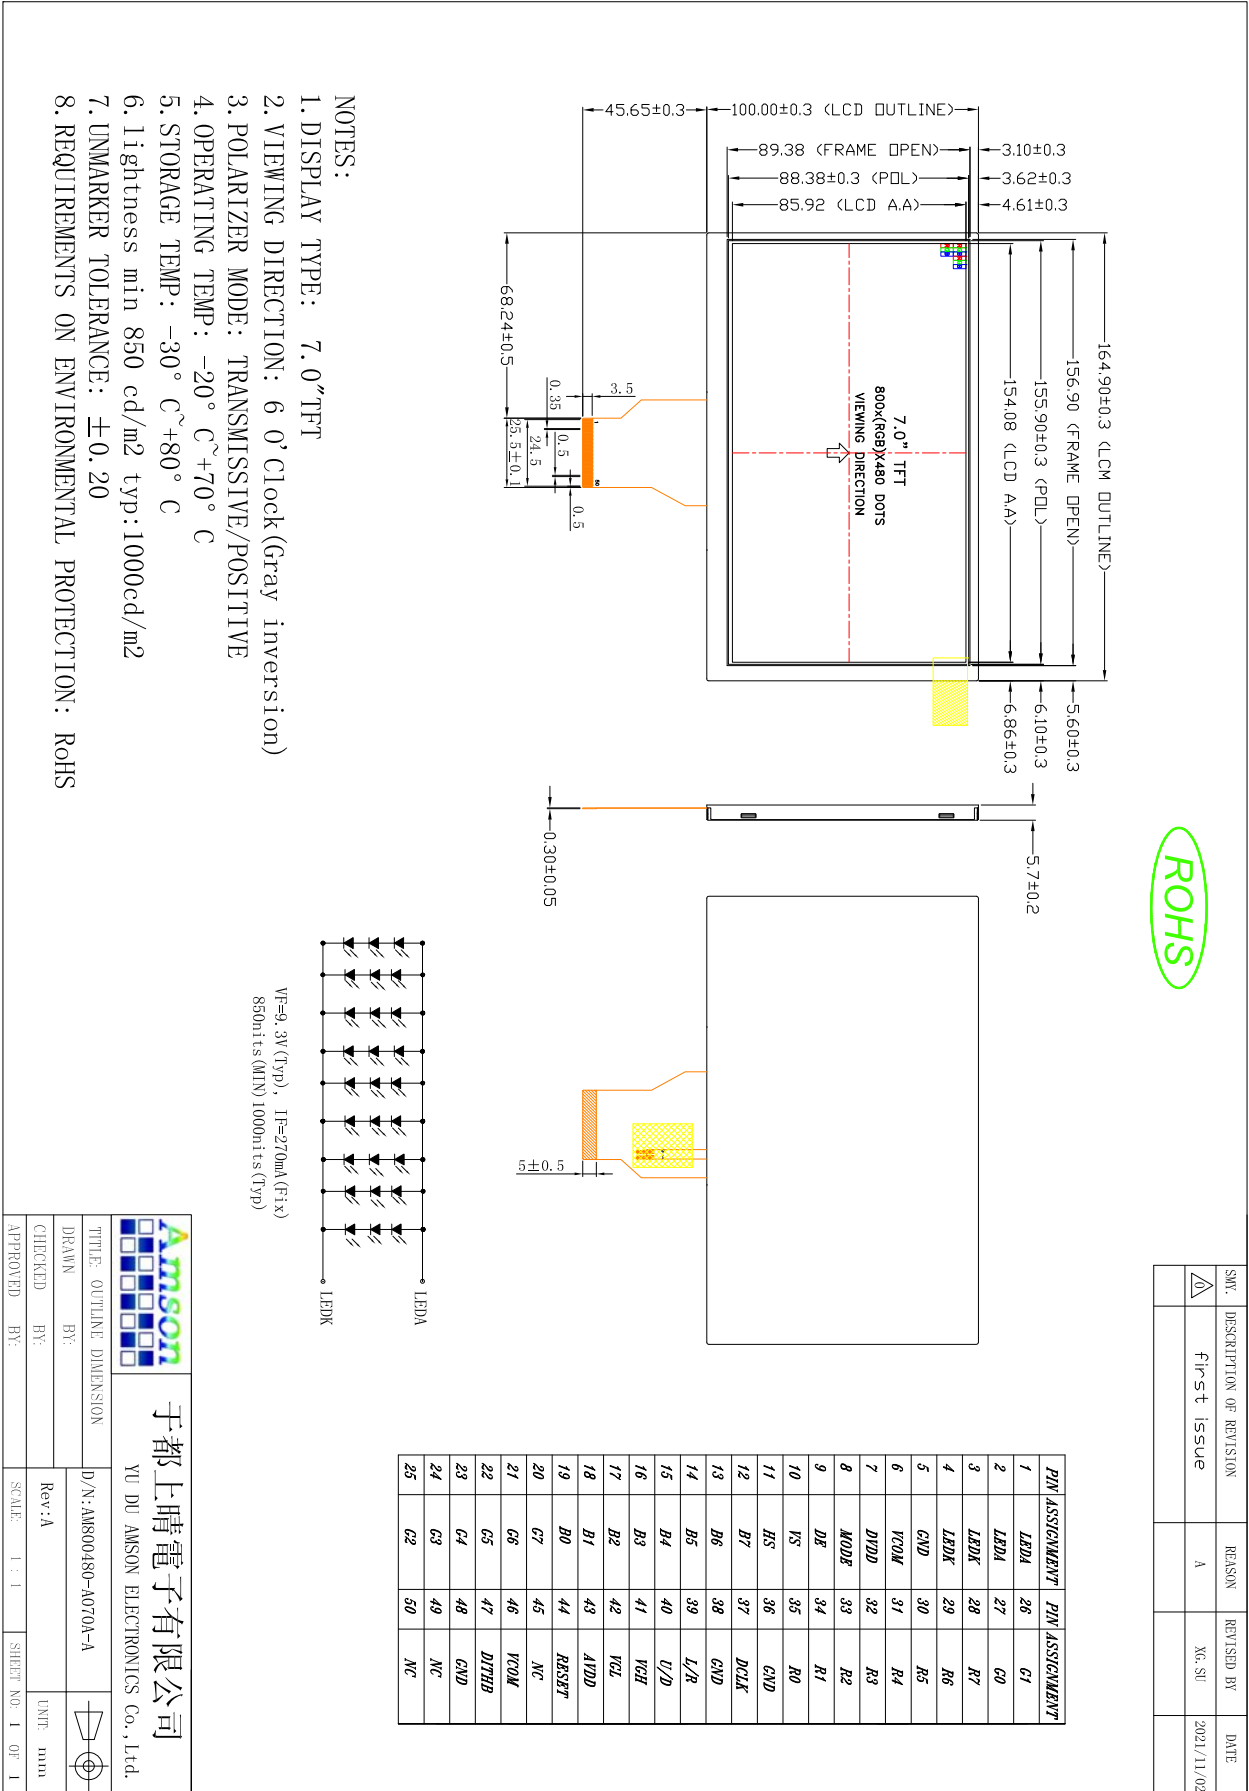 SMY. DESCRIPTION OF REVISION REASON REVISED BY DATE
0 first issue A XG.SU 2021/11/02
ROHS
164.90±0.3 (LCM OUTLINE)
156.90 (FRAME OPEN)
5.60±0.3
155.90±0.3 (POL)
6.10±0.3
154.08 (LCD A.A)
6.86±0.3
3.10±0.3
3.62±0.3
4.61±0.3
89.38 (FRAME OPEN)
88.38±0.3 (POL)
85.92 (LCD A.A)
100.00±0.3 (LCD OUTLINE)
45.65±0.3
7.0" TFT
800x(RGB)X480 DOTS
VIEWING DIRECTION
68.24±0.5
3.5
0.35
0.5
24.5
25.5±0.1
0.5
1
50
5.7±0.2
0.30±0.05
5±0.5
LEDA
LEDK
VF=9.3V(Typ), IF=270mA(Fix)
850nits(MIN)1000nits(Typ)
PIN ASSIGNMENT PIN ASSIGNMENT
1 LEDA 26 G1
2 LEDA 27 G0
3 LEDK 28 R7
4 LEDK 29 R6
5 GND 30 R5
6 VCOM 31 R4
7 DVDD 32 R3
8 MODE 33 R2
9 DE 34 R1
10 VS 35 R0
11 HS 36 GND
12 B7 37 DCLK
13 B6 38 GND
14 B5 39 L/R
15 B4 40 U/D
16 B3 41 VGH
17 B2 42 VGL
18 B1 43 AVDD
19 B0 44 RESET
20 G7 45 NC
21 G6 46 VCOM
22 G5 47 DITHB
23 G4 48 GND
24 G3 49 NC
25 G2 50 NC
NOTES:
1.DISPLAY TYPE: 7.0"TFT
2.VIEWING DIRECTION: 6 O'Clock(Gray inversion)
3.POLARIZER MODE: TRANSMISSIVE/POSITIVE
4.OPERATING TEMP: -20° C~+70° C
5.STORAGE TEMP: -30° C~+80° C
6.lightness min 850 cd/m2 typ:1000cd/m2
7.UNMARKER TOLERANCE: ±0.20
8.REQUIREMENTS ON ENVIRONMENTAL PROTECTION: RoHS
Amson
于都上晴電子有限公司
YU DU AMSON ELECTRONICS Co.,Ltd.
TITLE: OUTLINE DIMENSION
D/N:AM800480-A070A-A
DRAWN BY:
CHECKED BY:
Rev:A
UNIT: mm
APPROVED BY:
SCALE: 1 : 1
SHEET NO: 1 OF 1